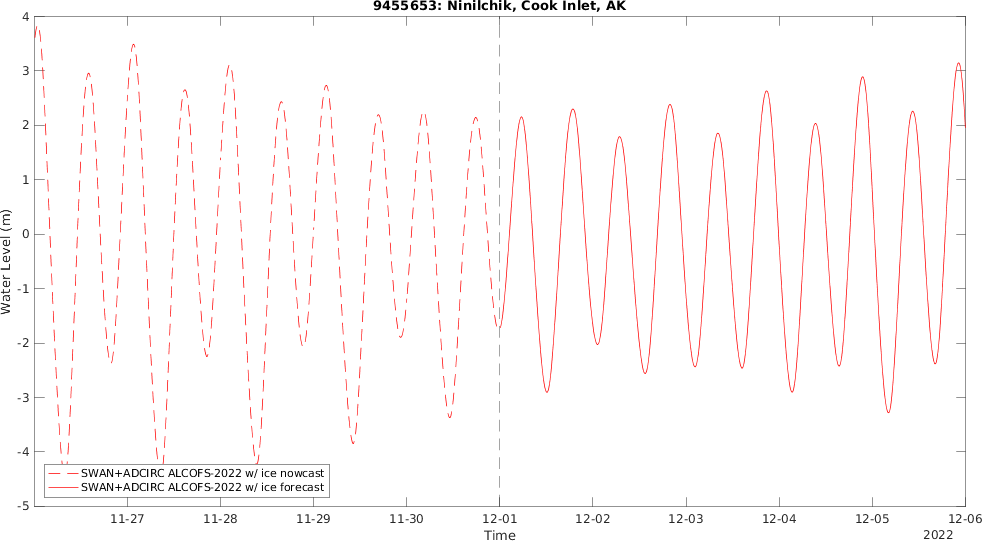 9455653: Ninilchik, Cook Inlet, AK
4
3
2
1
0
-1
-2
-3
-4
-5
Water Level (m)
SWAN+ADCIRC ALCOFS-2022 w/ ice nowcast
SWAN+ADCIRC ALCOFS-2022 w/ ice forecast
11-27 11-28 11-29 11-30 12-01 12-02 12-03 12-04 12-05 12-06
Time
2022